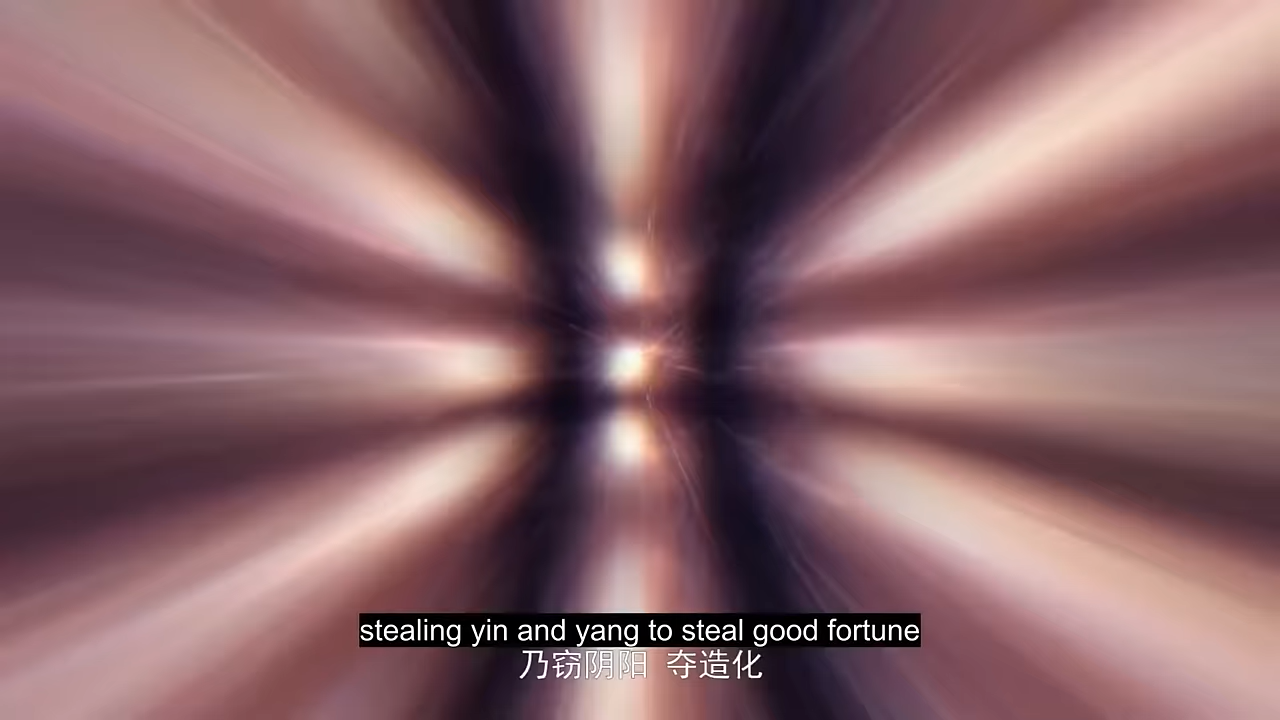 stealing yin and yang to steal good fortune
乃窃阴阳 夺造化